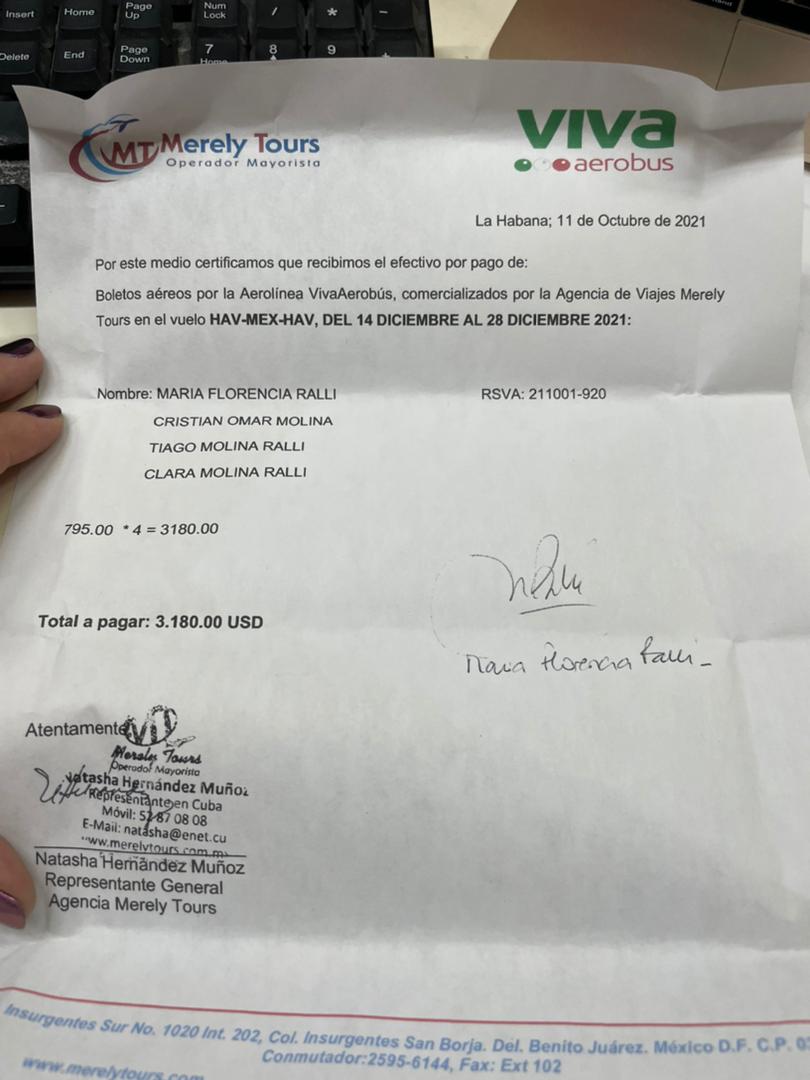 Insert
Home
Page Up
Num Lock
/
*
-
Delete
End
Page Down
7
Home
8
9
+
MT Merely Tours
Operador Mayorista
viva
aerobus
La Habana; 11 de Octubre de 2021
Por este medio certificamos que recibimos el efectivo por pago de:
Boletos aéreos por la Aerolínea VivaAerobús, comercializados por la Agencia de Viajes Merely
Tours en el vuelo HAV-MEX-HAV, DEL 14 DICIEMBRE AL 28 DICIEMBRE 2021:
Nombre: MARIA FLORENCIA RALLI RSVA: 211001-920
CRISTIAN OMAR MOLINA
TIAGO MOLINA RALLI
CLARA MOLINA RALLI
795.00 * 4 = 3180.00
Total a pagar: 3.180.00 USD
Maria Florencia Ralli
Atentamente
Merely Tours
Operador Mayorista
Natasha Hernández Muñoz
Representante en Cuba
Móvil: 52 87 08 08
E-Mail: natasha@enet.cu
www.merelytours.com.mx
Natasha Hernández Muñoz
Representante General
Agencia Merely Tours
Insurgentes Sur No. 1020 Int. 202, Col. Insurgentes San Borja. Del. Benito Juárez. México D.F. C.P.
Conmutador:2595-6144, Fax: Ext 102
www.merelytours.com